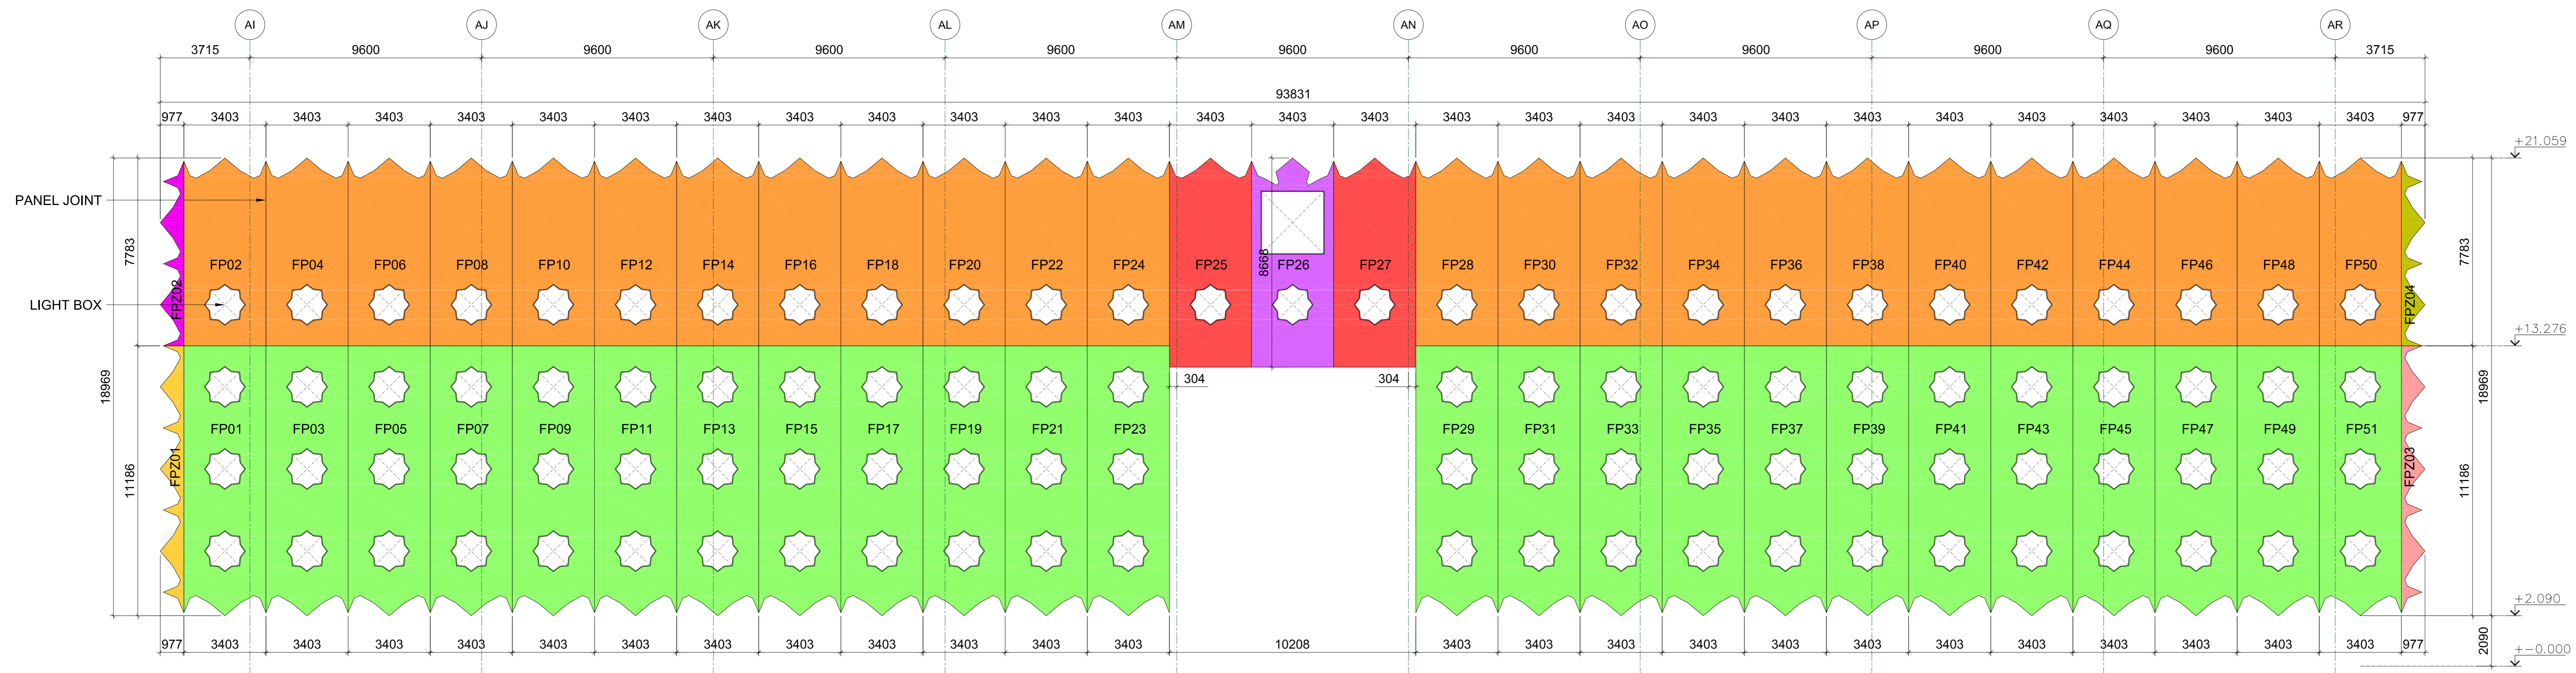 AI AJ AK AL AM AN AO AP AQ AR
3715 9600 9600 9600 9600 9600 9600 9600 9600 9600 3715
93831
977 3403 3403 3403 3403 3403 3403 3403 3403 3403 3403 3403 3403 3403 3403 3403 3403 3403 3403 3403 3403 3403 3403 3403 3403 3403 3403 3403 977
+21.059
PANEL JOINT
7783 8668 7783
FP02 FP04 FP06 FP08 FP10 FP12 FP14 FP16 FP18 FP20 FP22 FP24 FP25 FP26 FP27 FP28 FP30 FP32 FP34 FP36 FP38 FP40 FP42 FP44 FP46 FP48 FP50
LIGHT BOX
FPZ02 FPZ04
+13.276
18969 304 304 18969
FP01 FP03 FP05 FP07 FP09 FP11 FP13 FP15 FP17 FP19 FP21 FP23 FP29 FP31 FP33 FP35 FP37 FP39 FP41 FP43 FP45 FP47 FP49 FP51
11186 FPZ01 FPZ03 11186
+2.090
977 3403 3403 3403 3403 3403 3403 3403 3403 3403 3403 3403 3403 10208 3403 3403 3403 3403 3403 3403 3403 3403 3403 3403 3403 3403 977
2090
+-0.000